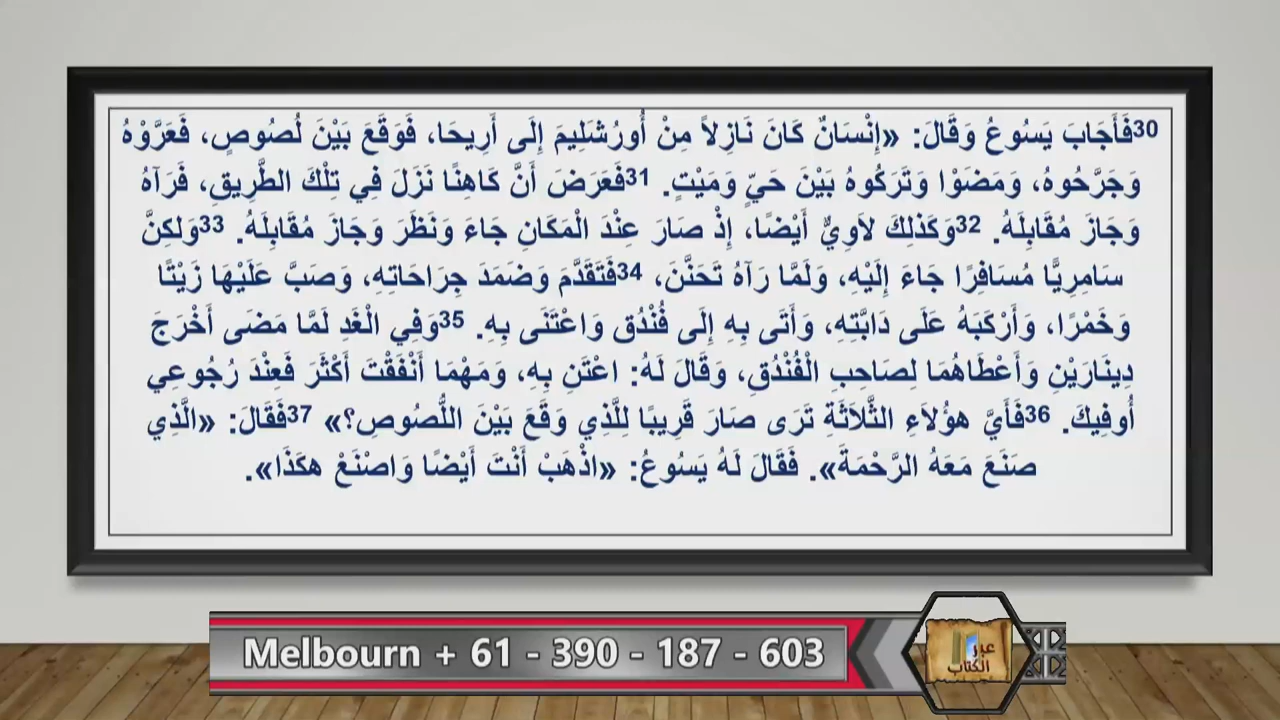 30فَأَجَابَ يَسُوعُ وَقَالَ: «إِنْسَانٌ كَانَ نَازِلاً مِنْ أُورُشَلِيمَ إِلَى أَرِيحَا، فَوَقَعَ بَيْنَ لُصُوصٍ، فَعَرَّوْهُ
وَجَرَّحُوهُ، وَمَضَوْا وَتَرَكُوهُ بَيْنَ حَيٍّ وَمَيْتٍ. 31فَعَرَضَ أَنَّ كَاهِنًا نَزَلَ فِي تِلْكَ الطَّرِيقِ، فَرَآهُ
وَجَازَ مُقَابِلَهُ. 32وَكَذلِكَ لاَوِيٌّ أَيْضًا، إِذْ صَارَ عِنْدَ الْمَكَانِ جَاءَ وَنَظَرَ وَجَازَ مُقَابِلَهُ. 33وَلكِنَّ
سَامِرِيًّا مُسَافِرًا جَاءَ إِلَيْهِ، وَلَمَّا رَآهُ تَحَنَّنَ، 34فَتَقَدَّمَ وَضَمَدَ جِرَاحَاتِهِ، وَصَبَّ عَلَيْهَا زَيْتًا
وَخَمْرًا، وَأَرْكَبَهُ عَلَى دَابَّتِهِ، وَأَتَى بِهِ إِلَى فُنْدُق وَاعْتَنَى بِهِ. 35وَفِي الْغَدِ لَمَّا مَضَى أَخْرَجَ
دِينَارَيْنِ وَأَعْطَاهُمَا لِصَاحِبِ الْفُنْدُقِ، وَقَالَ لَهُ: اعْتَنِ بِهِ، وَمَهْمَا أَنْفَقْتَ أَكْثَرَ فَعِنْدَ رُجُوعِي
أُوفِيكَ. 36فَأَيَّ هؤُلاَءِ الثَّلاَثَةِ تَرَى صَارَ قَرِيبًا لِلَّذِي وَقَعَ بَيْنَ اللُّصُوصِ؟» 37فَقَالَ: «الَّذِي
صَنَعَ مَعَهُ الرَّحْمَةَ». فَقَالَ لَهُ يَسُوعُ: «اذْهَبْ أَنْتَ أَيْضًا وَاصْنَعْ هكَذَا».
Melbourn + 61 - 390 - 187 - 603
عبر
الكتاب